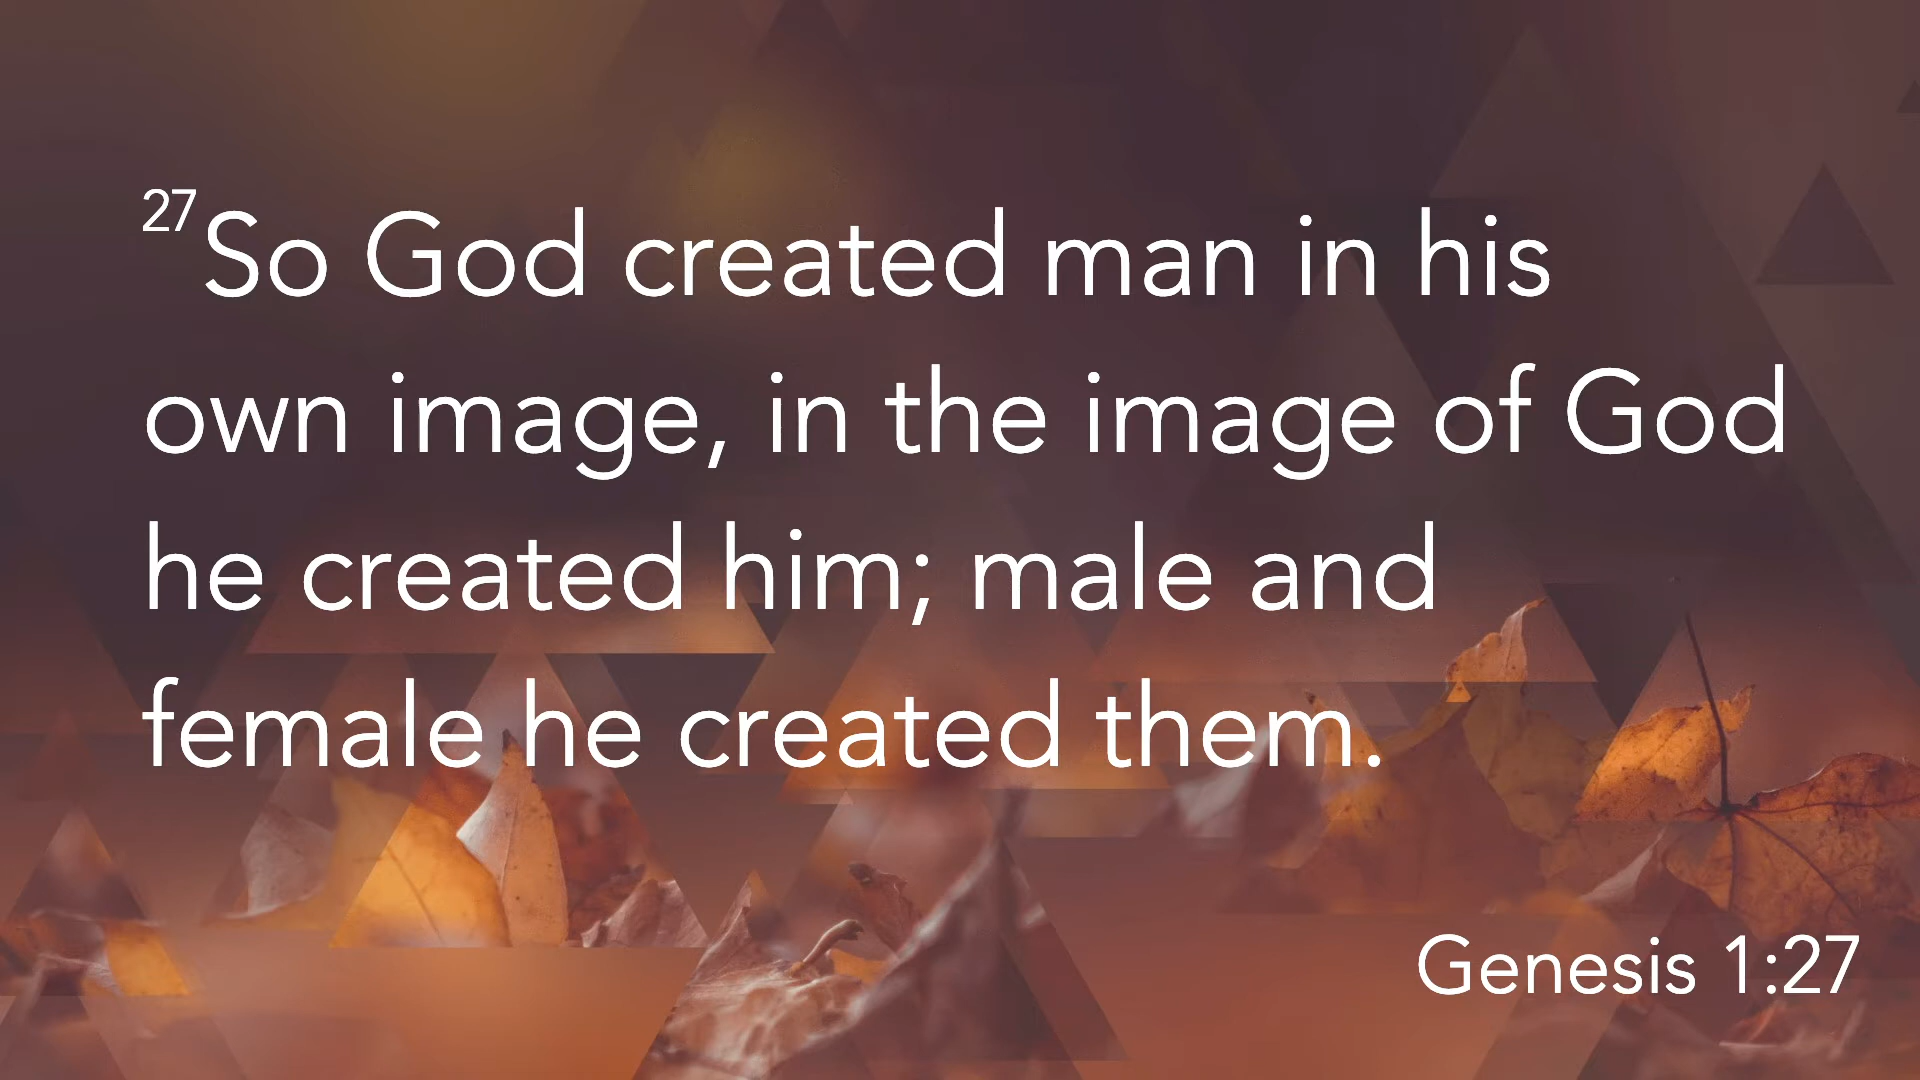 27So God created man in his
own image, in the image of God
he created him; male and
female he created them.
Genesis 1:27